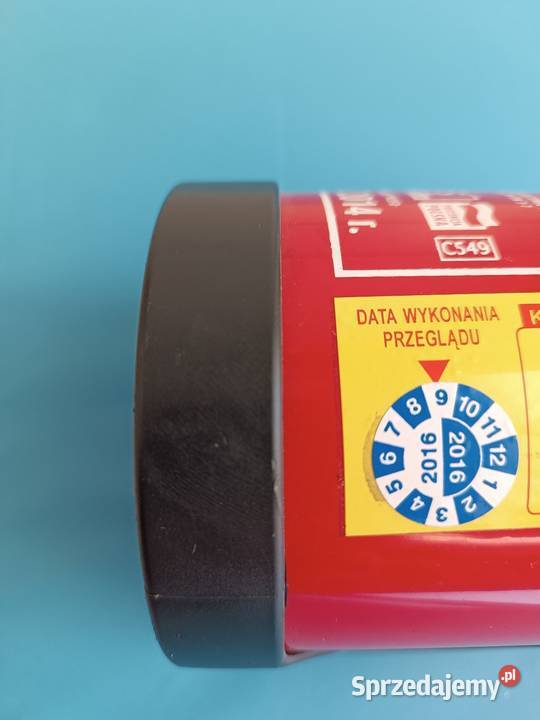 014 r.
C549
DATA WYKONANIA
PRZEGLĄDU
K
8 9 10 11 12 1 2 3 4 5 6 7
2016
2016
Sprzedajemy.pl